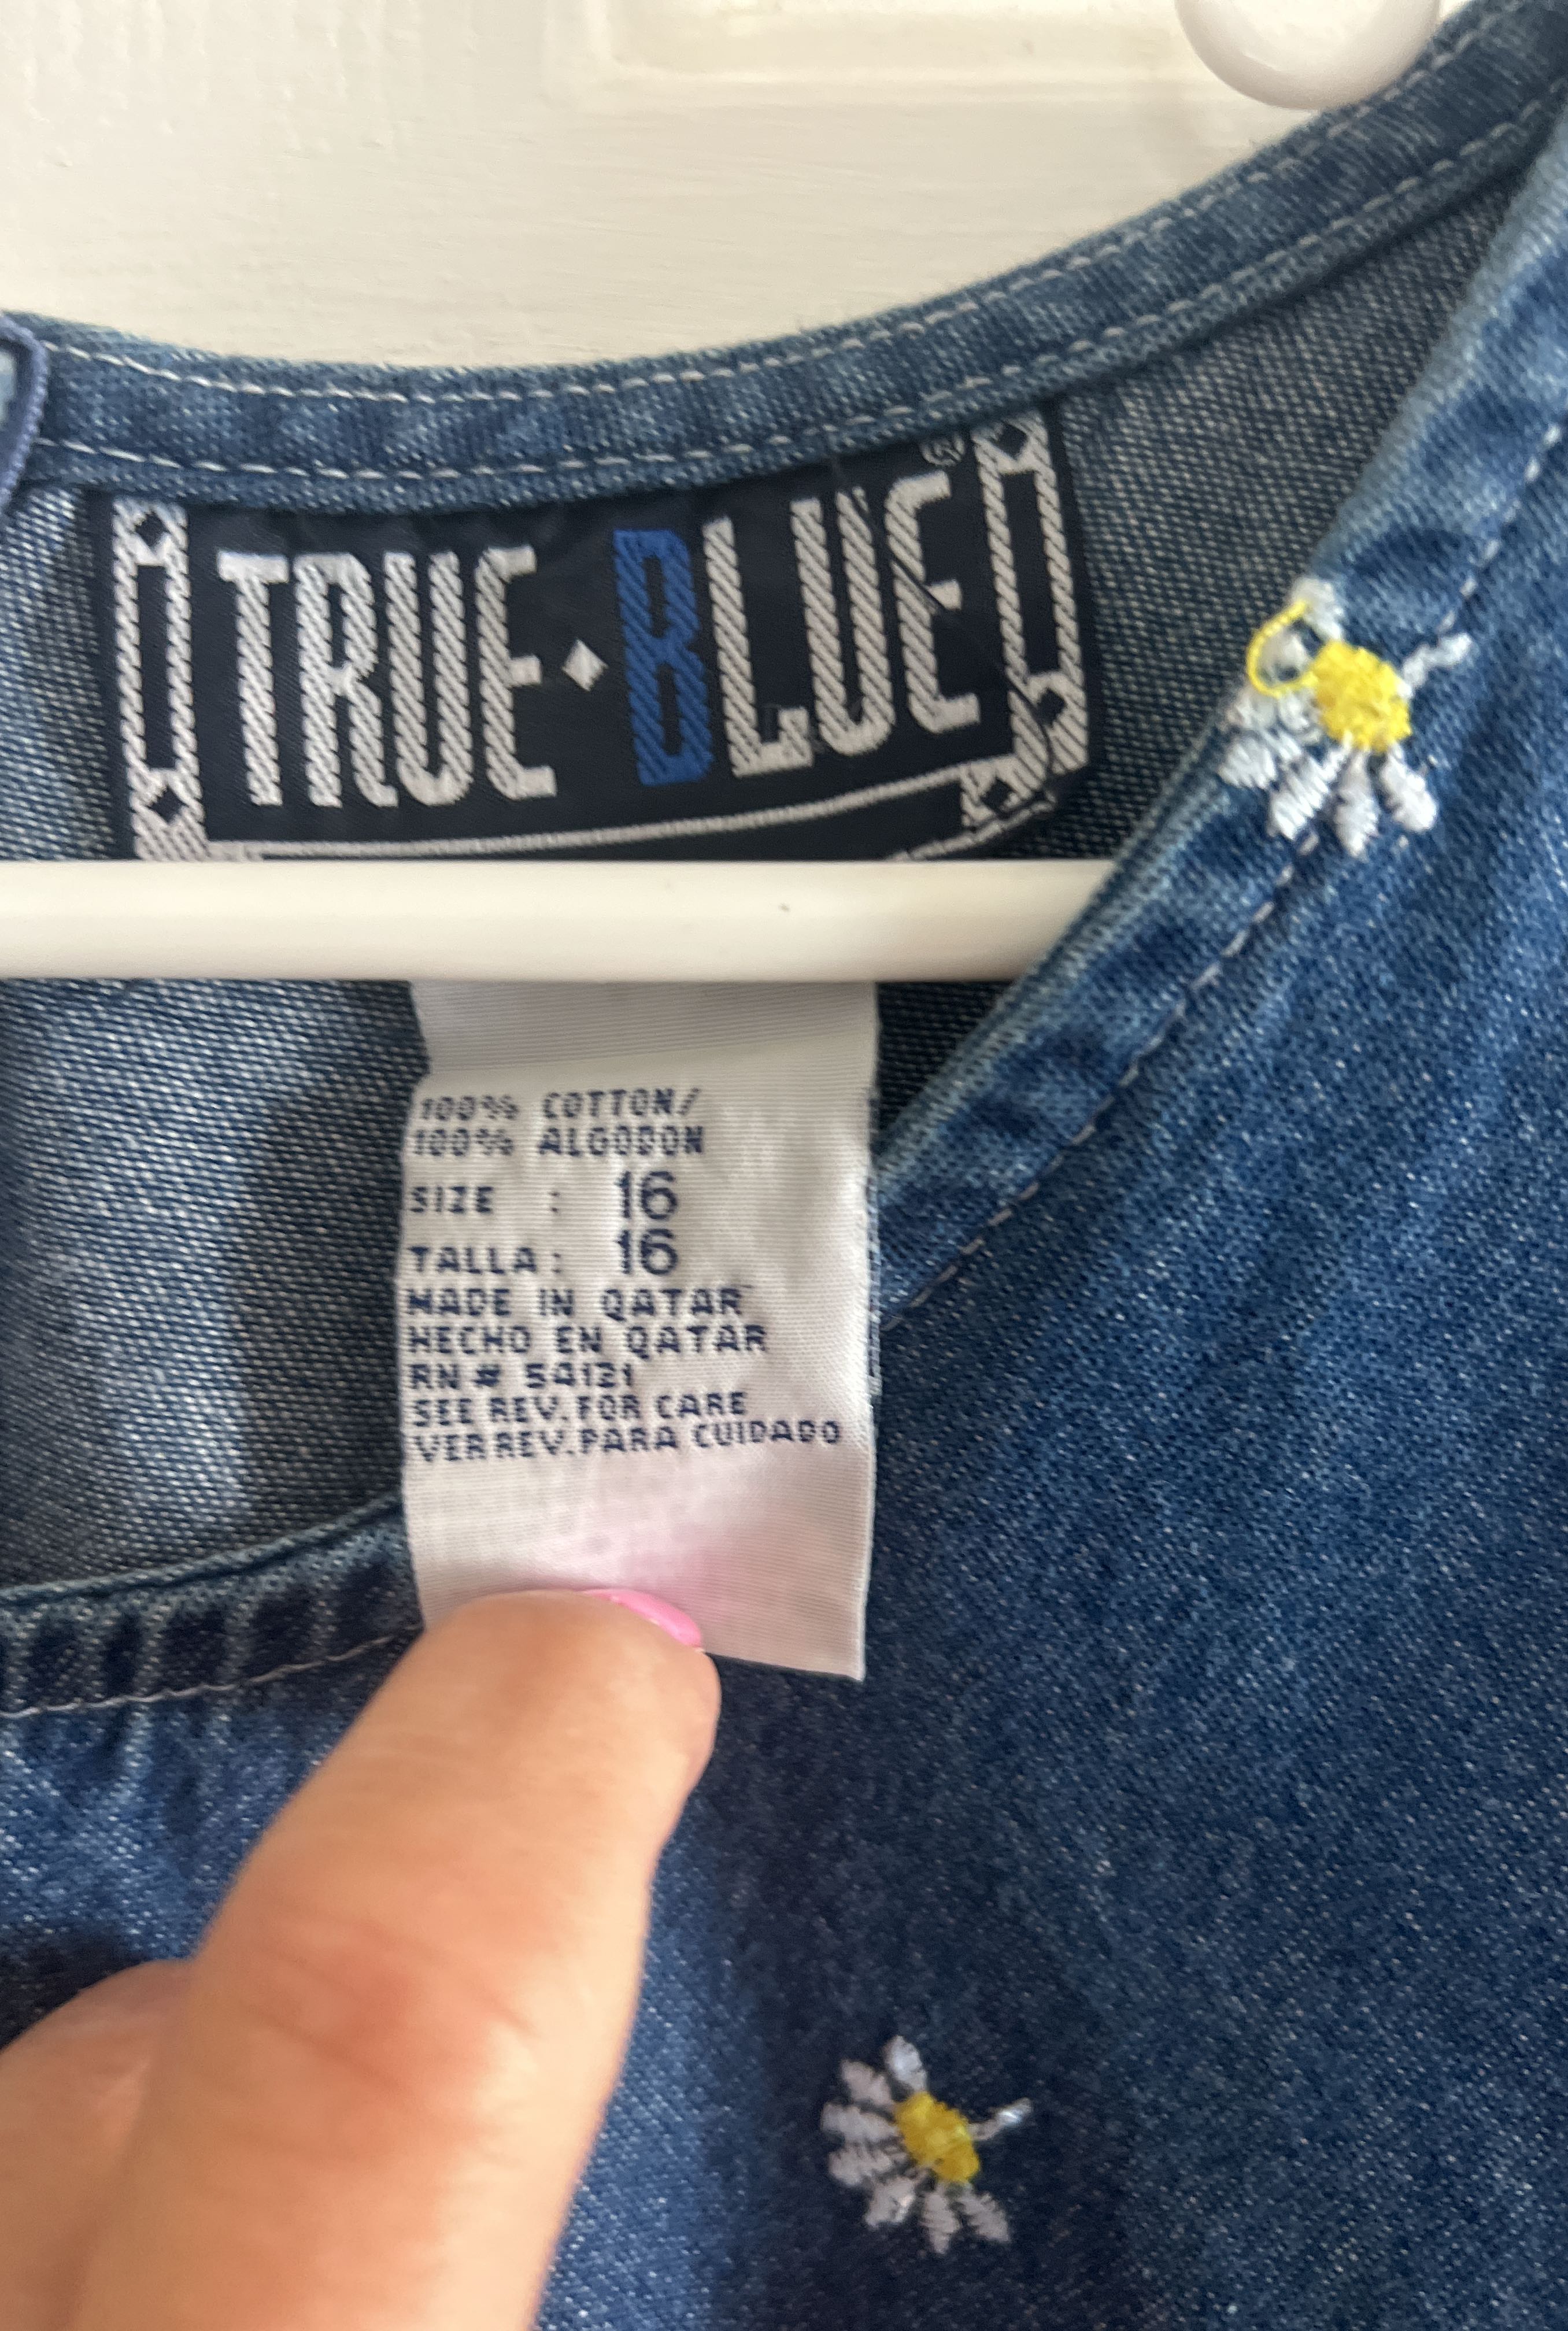 TRUE • BLUE ®
100% COTTON/
100% ALGODON
SIZE : 16
TALLA : 16
MADE IN QATAR
HECHO EN QATAR
RN # 54121
SEE REV. FOR CARE
VER REV. PARA CUIDADO